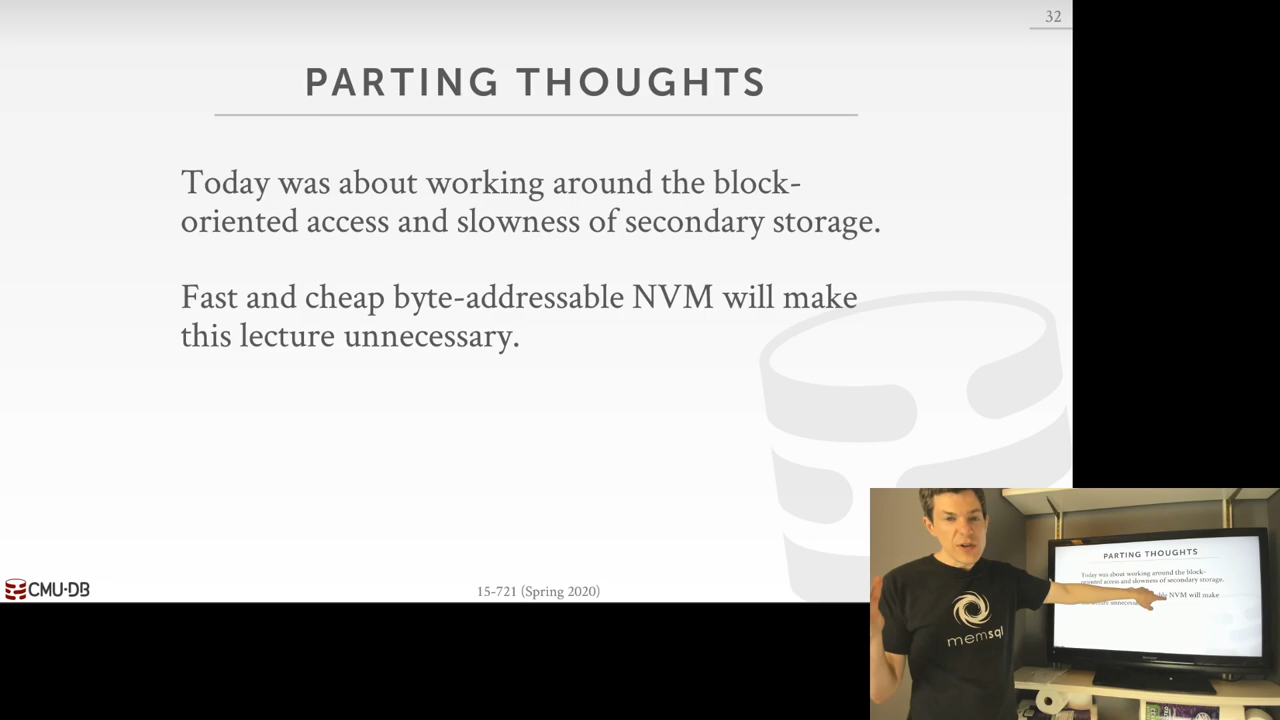 32
PARTING THOUGHTS
Today was about working around the block-
oriented access and slowness of secondary storage.
Fast and cheap byte-addressable NVM will make
this lecture unnecessary.
CMU·DB
15-721 (Spring 2020)
PARTING THOUGHTS
Today was about working around the block-
oriented access and slowness of secondary storage.
NVM will make
memsql